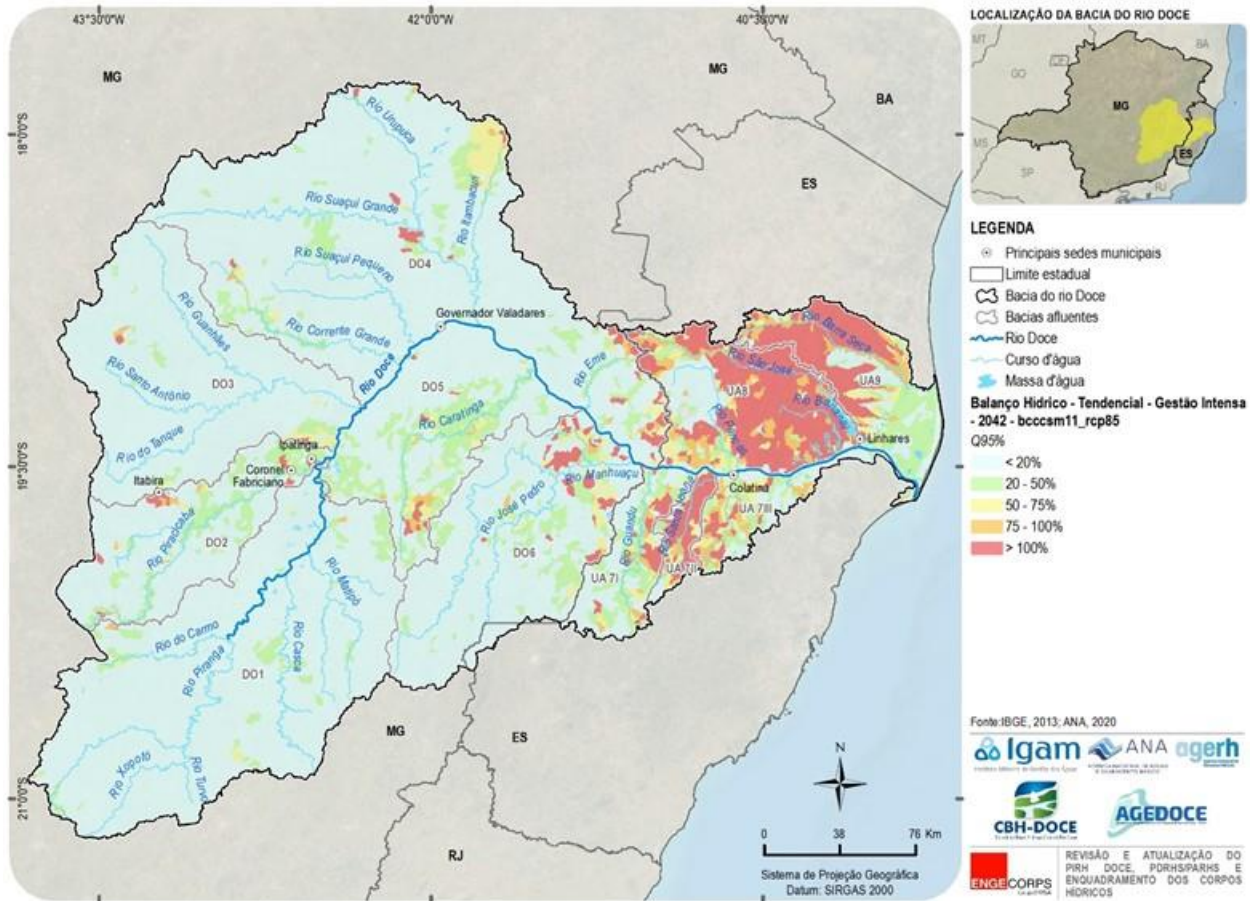 43°30'0"W
42°0'0"W
40°30'0"W
18°0'0"S
19°30'0"S
21°0'0"S
MG
MG
BA
ES
MG
ES
RJ
Rio Urupuca
Rio Itambacuri
Rio Suaçuí Grande
DO4
Rio Suaçuí Pequeno
Rio Guanhães
Rio Corrente Grande
Governador Valadares
Rio Santo Antônio
DO3
Rio Doce
DO5
Rio Eme
Rio Caratinga
Rio do Tanque
Ipatinga
Coronel
Fabriciano
Itabira
Rio Piracicaba
DO2
Rio Manhuaçu
Rio José Pedro
DO6
Rio Matipó
Rio Casca
Rio do Carmo
Rio Piranga
DO1
Rio Xopotó
Rio Turvo
Rio Barra Seca
Rio São José
UA8
UA9
Linhares
Colatina
Rio Guandu
UA 7I
UA 7II
UA 7III
N
0 38 76 Km
Sistema de Projeção Geográfica
Datum: SIRGAS 2000
LOCALIZAÇÃO DA BACIA DO RIO DOCE
MT
GO
DF
BA
MG
MS
ES
SP
RJ
LEGENDA
Principais sedes municipais
Limite estadual
Bacia do rio Doce
Bacias afluentes
Rio Doce
Curso d'água
Massa d'água
Balanço Hídrico - Tendencial - Gestão Intensa
- 2042 - bcccsm11_rcp85
Q95%
< 20%
20 - 50%
50 - 75%
75 - 100%
> 100%
Fonte:IBGE, 2013; ANA, 2020
Igam
ANA
agerh
CBH-DOCE
AGEDOCE
ENGECORPS
REVISÃO E ATUALIZAÇÃO DO
PIRH DOCE, PDRHS/PARHS E
ENQUADRAMENTO DOS CORPOS
HÍDRICOS